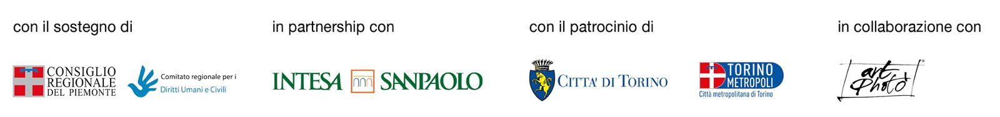 con il sostegno di
CONSIGLIO
REGIONALE
DEL PIEMONTE
Comitato regionale per i
Diritti Umani e Civili
in partnership con
INTESA SANPAOLO
con il patrocinio di
CITTA' DI TORINO
TORINO
METROPOLI
Città metropolitana di Torino
in collaborazione con
art
Photò